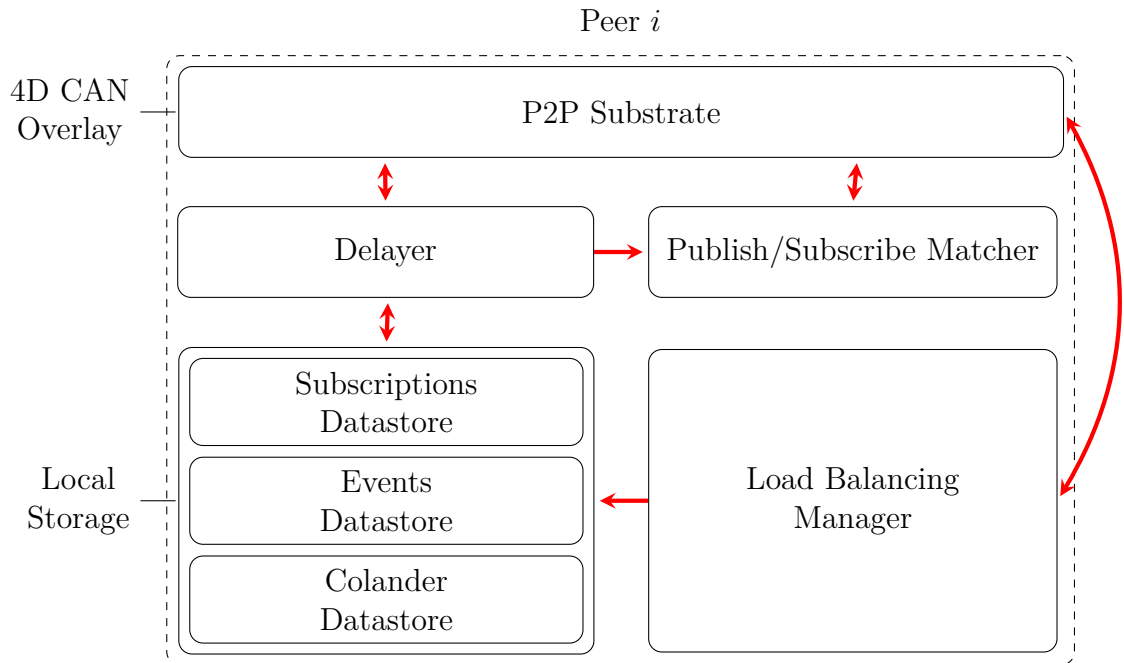 Peer i
4D CAN
Overlay
P2P Substrate
Delayer
Publish/Subscribe Matcher
Subscriptions
Datastore
Local
Storage
Events
Datastore
Load Balancing
Manager
Colander
Datastore